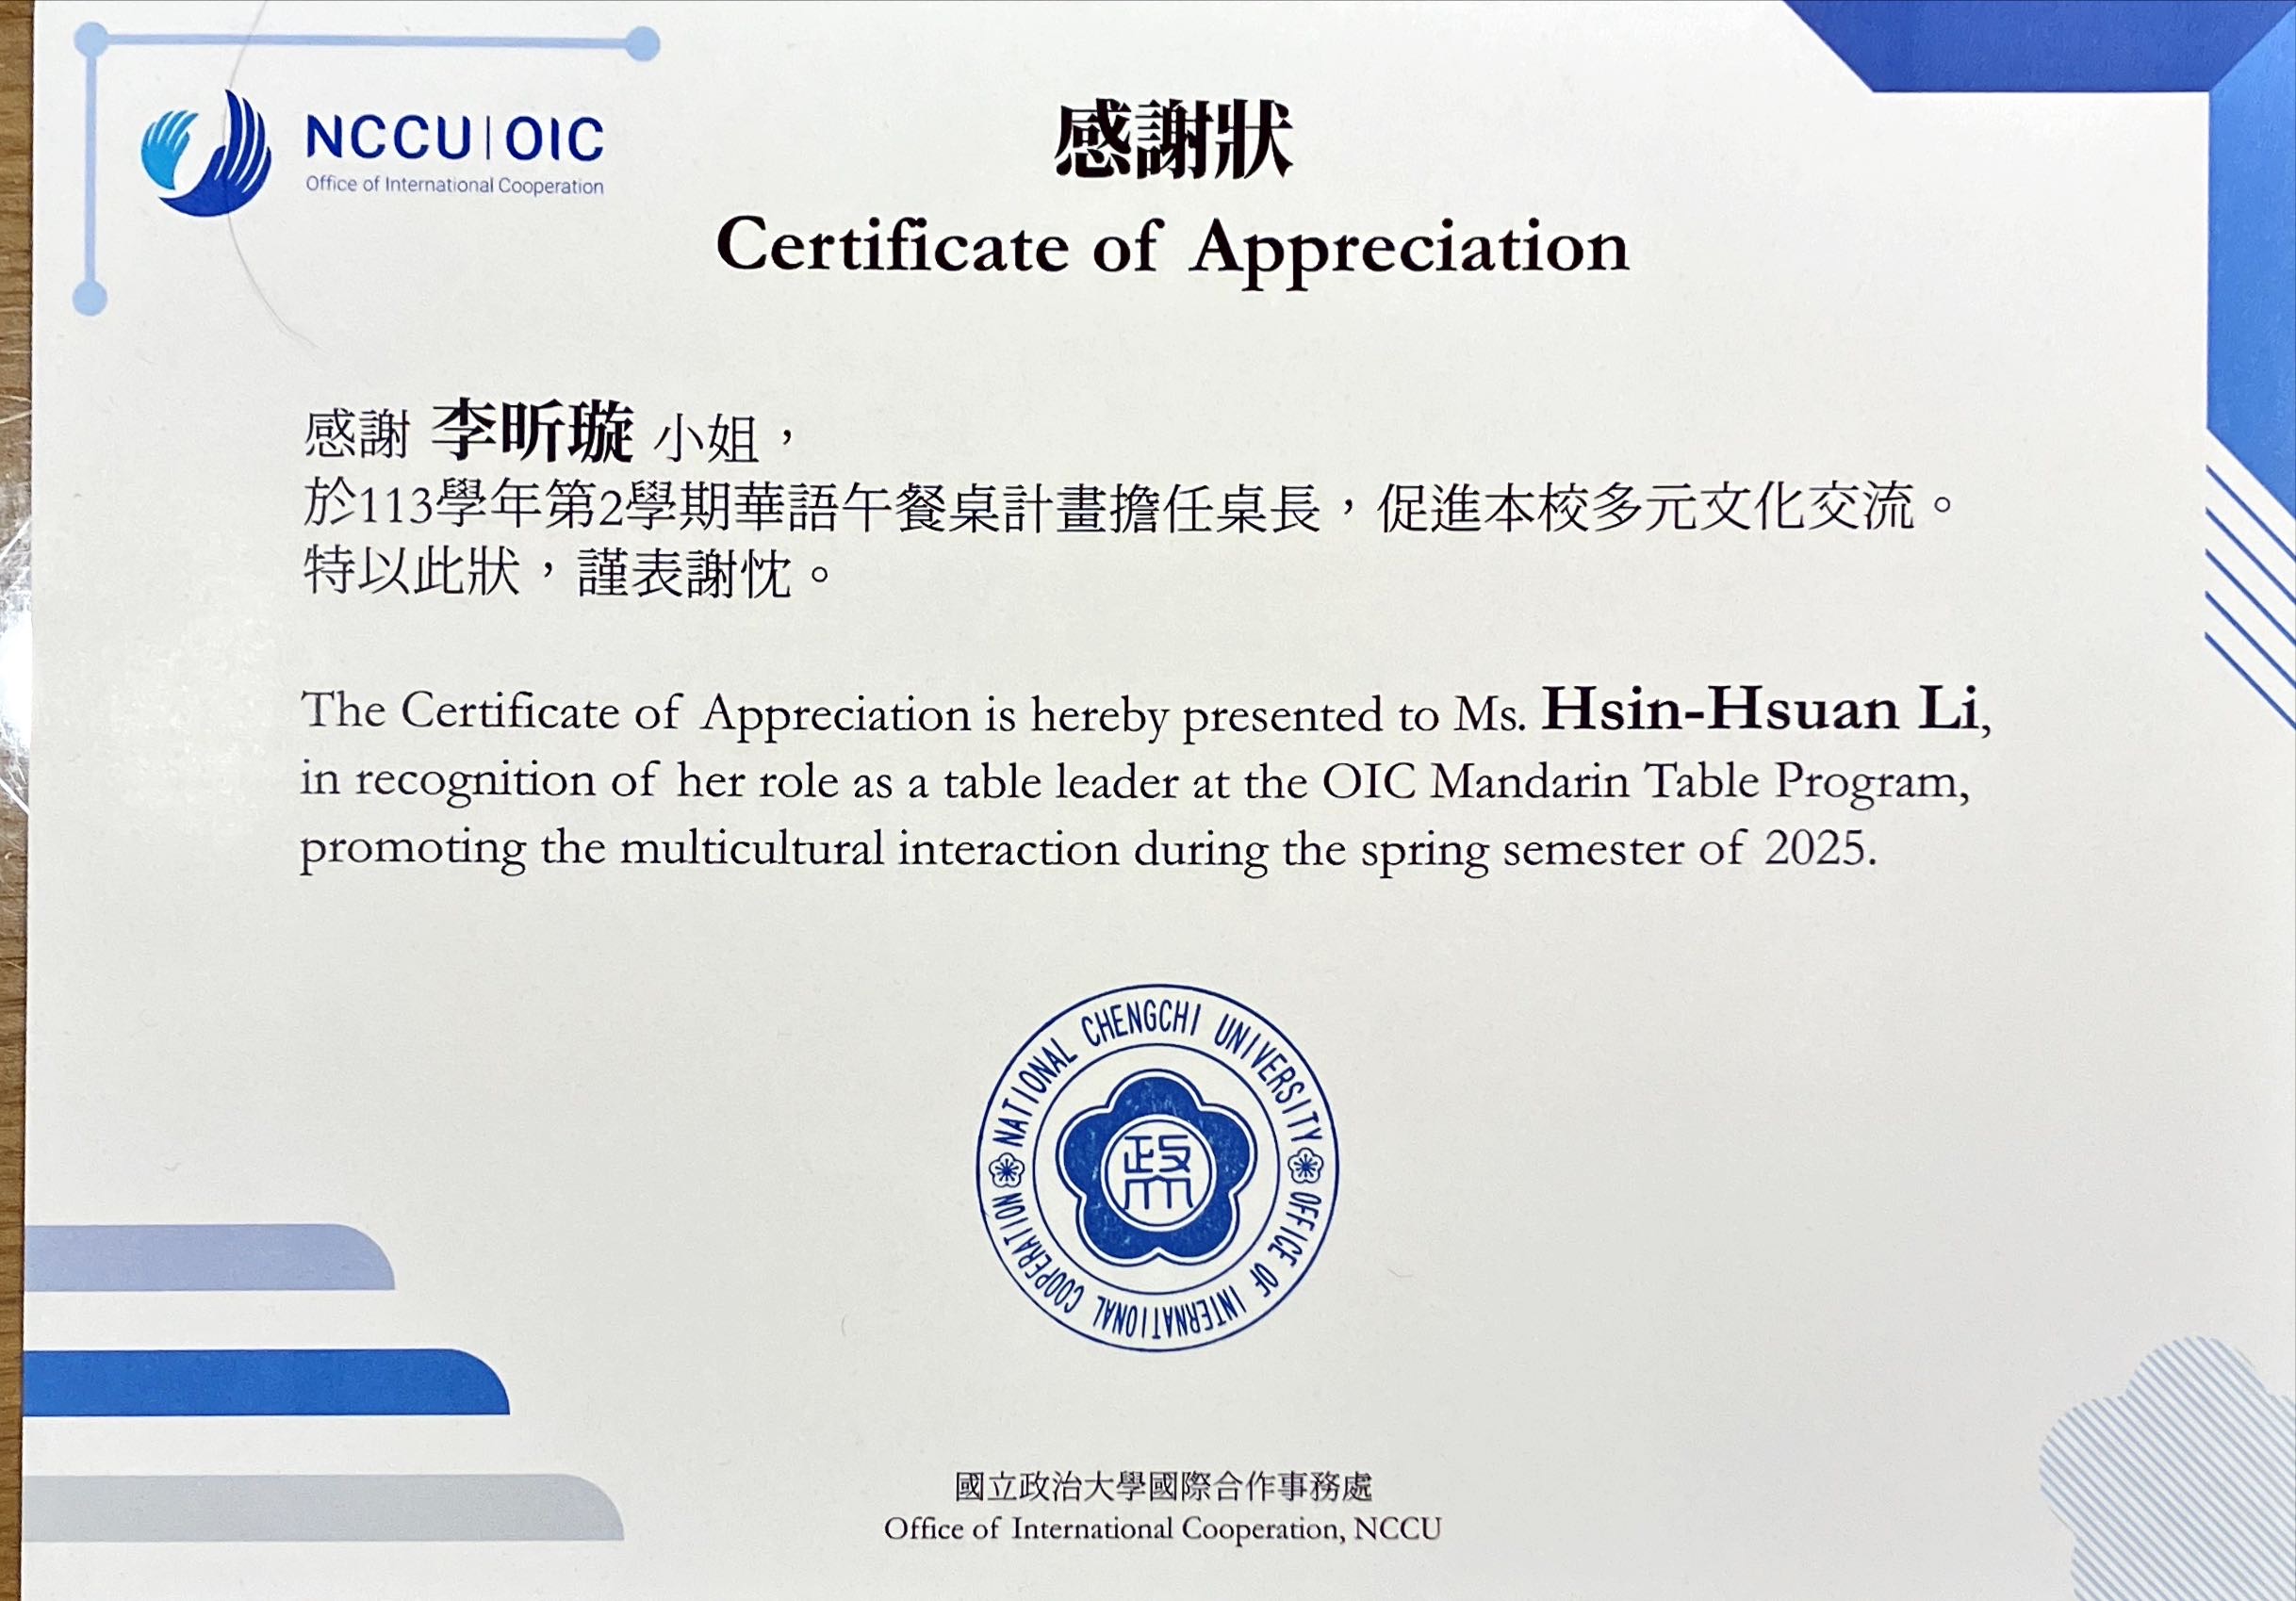 NCCU | OIC
Office of International Cooperation
感謝狀
Certificate of Appreciation
感謝 李昕璇 小姐，
於113學年第2學期華語午餐桌計畫擔任桌長，促進本校多元文化交流。
特以此狀，謹表謝忱。
The Certificate of Appreciation is hereby presented to Ms. Hsin-Hsuan Li,
in recognition of her role as a table leader at the OIC Mandarin Table Program,
promoting the multicultural interaction during the spring semester of 2025.
NATIONAL CHENGCHI UNIVERSITY
政大
OFFICE OF INTERNATIONAL COOPERATION
國立政治大學國際合作事務處
Office of International Cooperation, NCCU